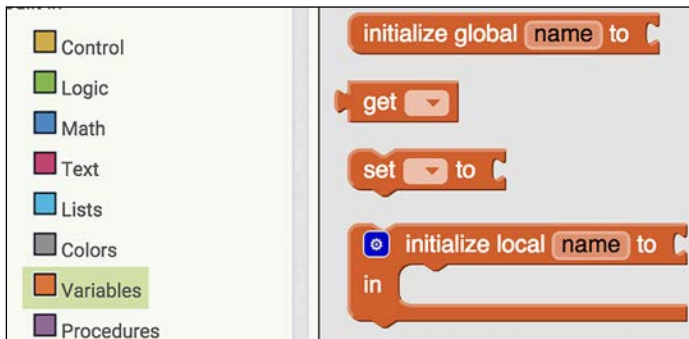 Control
Logic
Math
Text
Lists
Colors
Variables
Procedures
initialize global name to
get
set to
initialize local name to
in